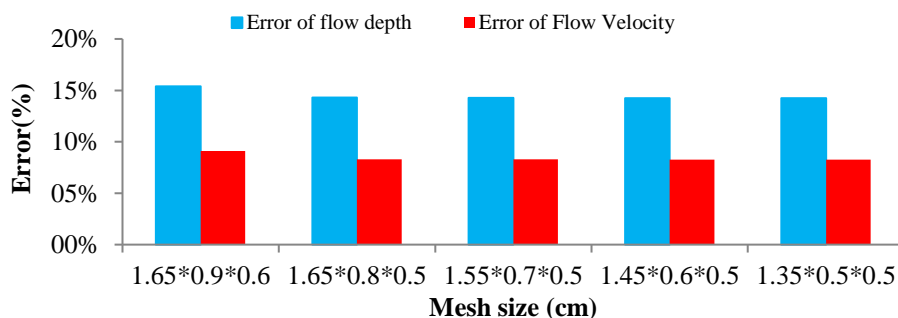 Error of flow depth Error of Flow Velocity
20%
15%
10%
05%
00%
Error(%)
1.65*0.9*0.6 1.65*0.8*0.5 1.55*0.7*0.5 1.45*0.6*0.5 1.35*0.5*0.5
Mesh size (cm)